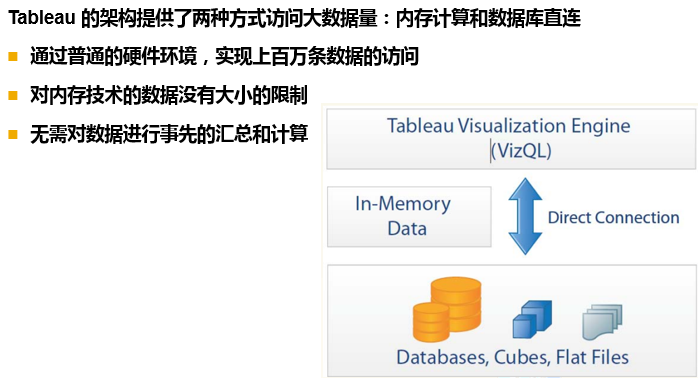 Tableau 的架构提供了两种方式访问大数据量：内存计算和数据库直连
通过普通的硬件环境，实现上百万条数据的访问
对内存技术的数据没有大小的限制
无需对数据进行事先的汇总和计算
Tableau Visualization Engine
(VizQL)
In-Memory
Data
Direct Connection
Databases, Cubes, Flat Files